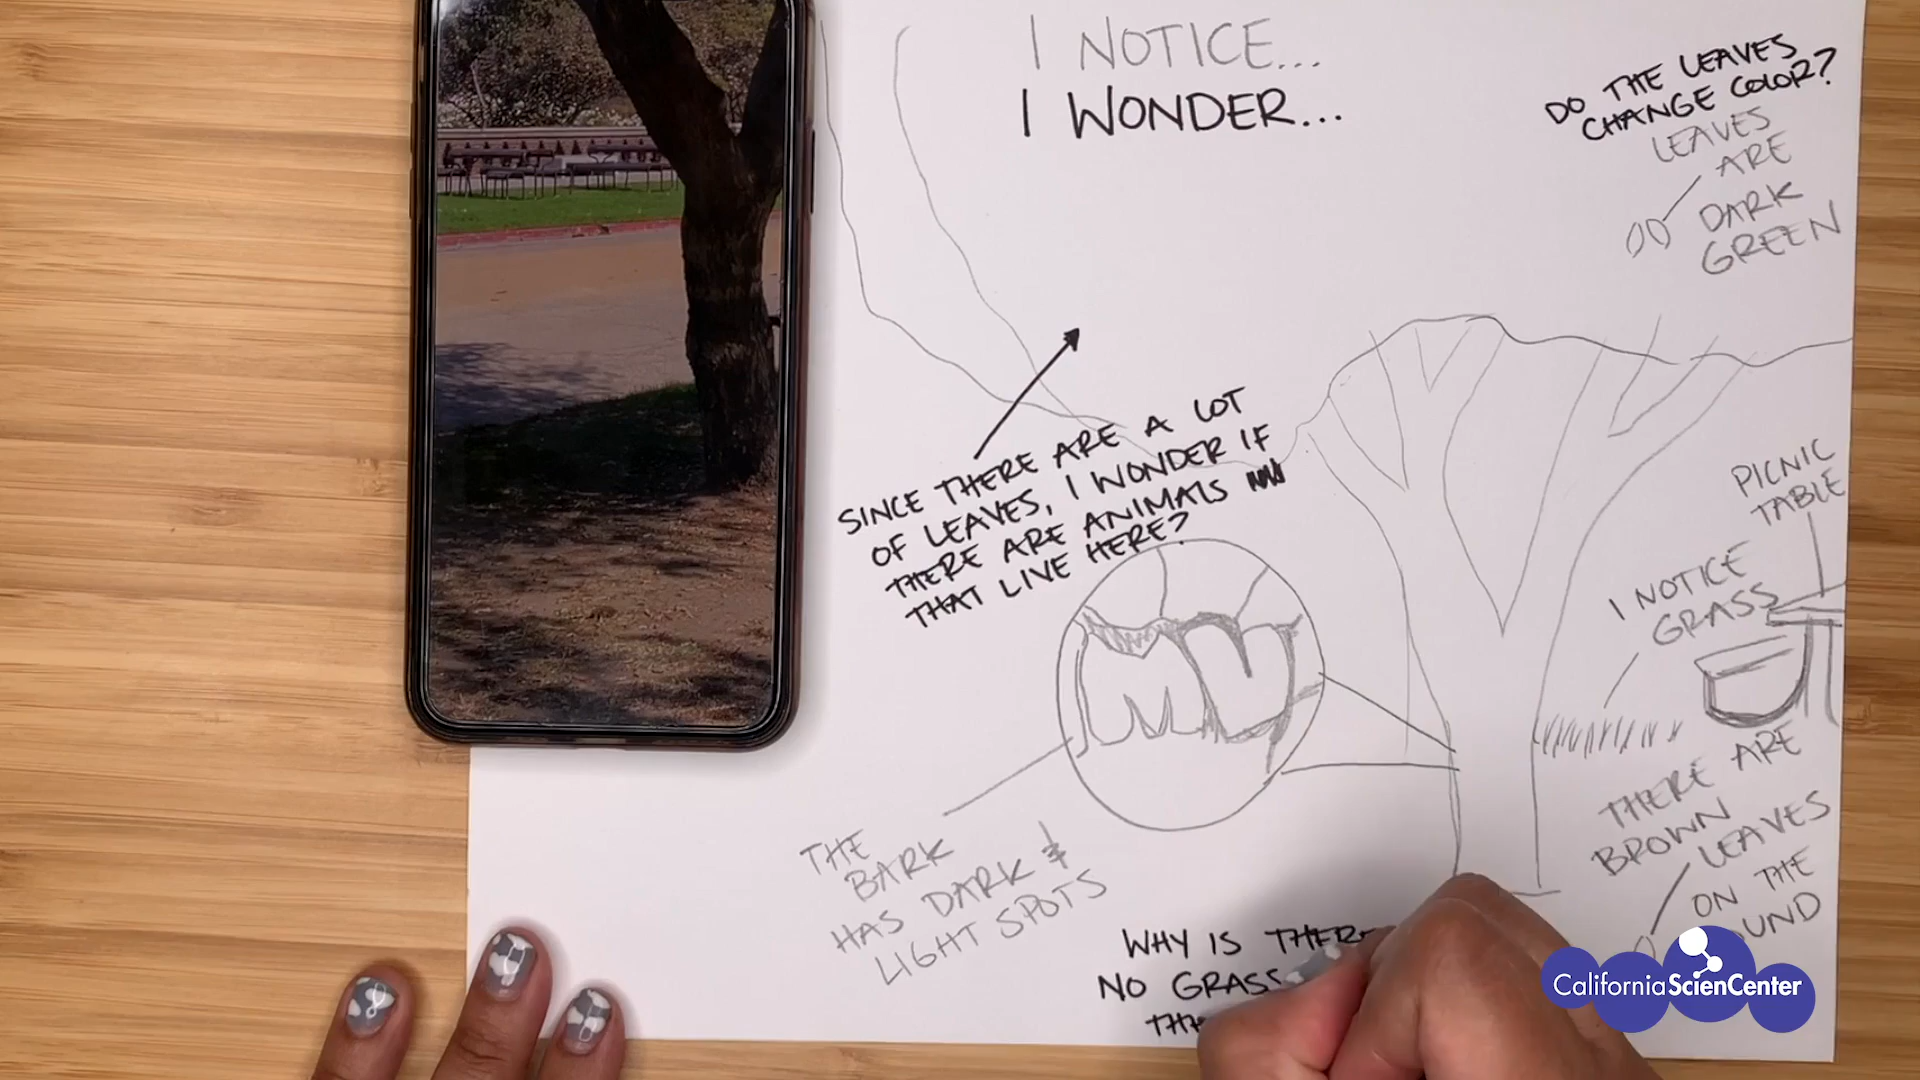 I NOTICE...
I WONDER...
DO THE LEAVES
CHANGE COLOR?
LEAVES
ARE
DARK
GREEN
SINCE THERE ARE A LOT
OF LEAVES, I WONDER IF
THERE ARE ANIMALS
THAT LIVE HERE?
PICNIC
TABLE
I NOTICE
GRASS
THERE ARE
BROWN
LEAVES
ON THE
THE
BARK
HAS DARK &
LIGHT SPOTS
WHY IS THERE
NO GRASS
California ScienCenter